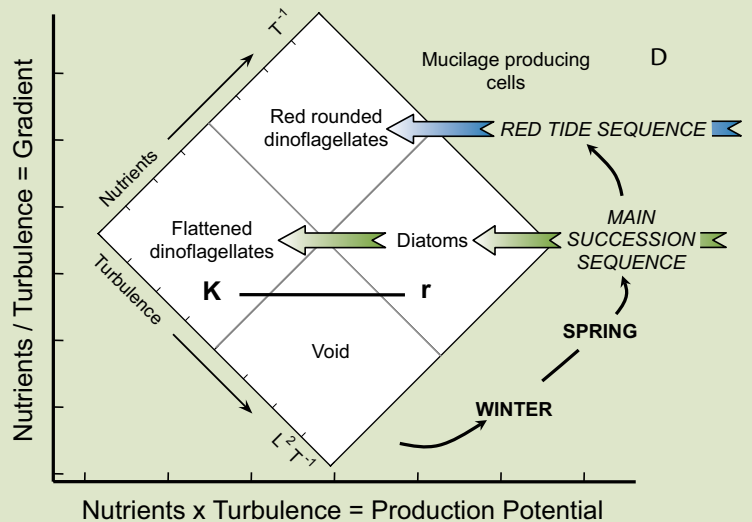 T⁻¹
Mucilage producing
cells
D
Red rounded
dinoflagellates
RED TIDE SEQUENCE
Nutrients
Flattened
dinoflagellates
Diatoms
MAIN
SUCCESSION
SEQUENCE
Turbulence
K
r
SPRING
Void
WINTER
L² T⁻¹
Nutrients / Turbulence = Gradient
Nutrients x Turbulence = Production Potential